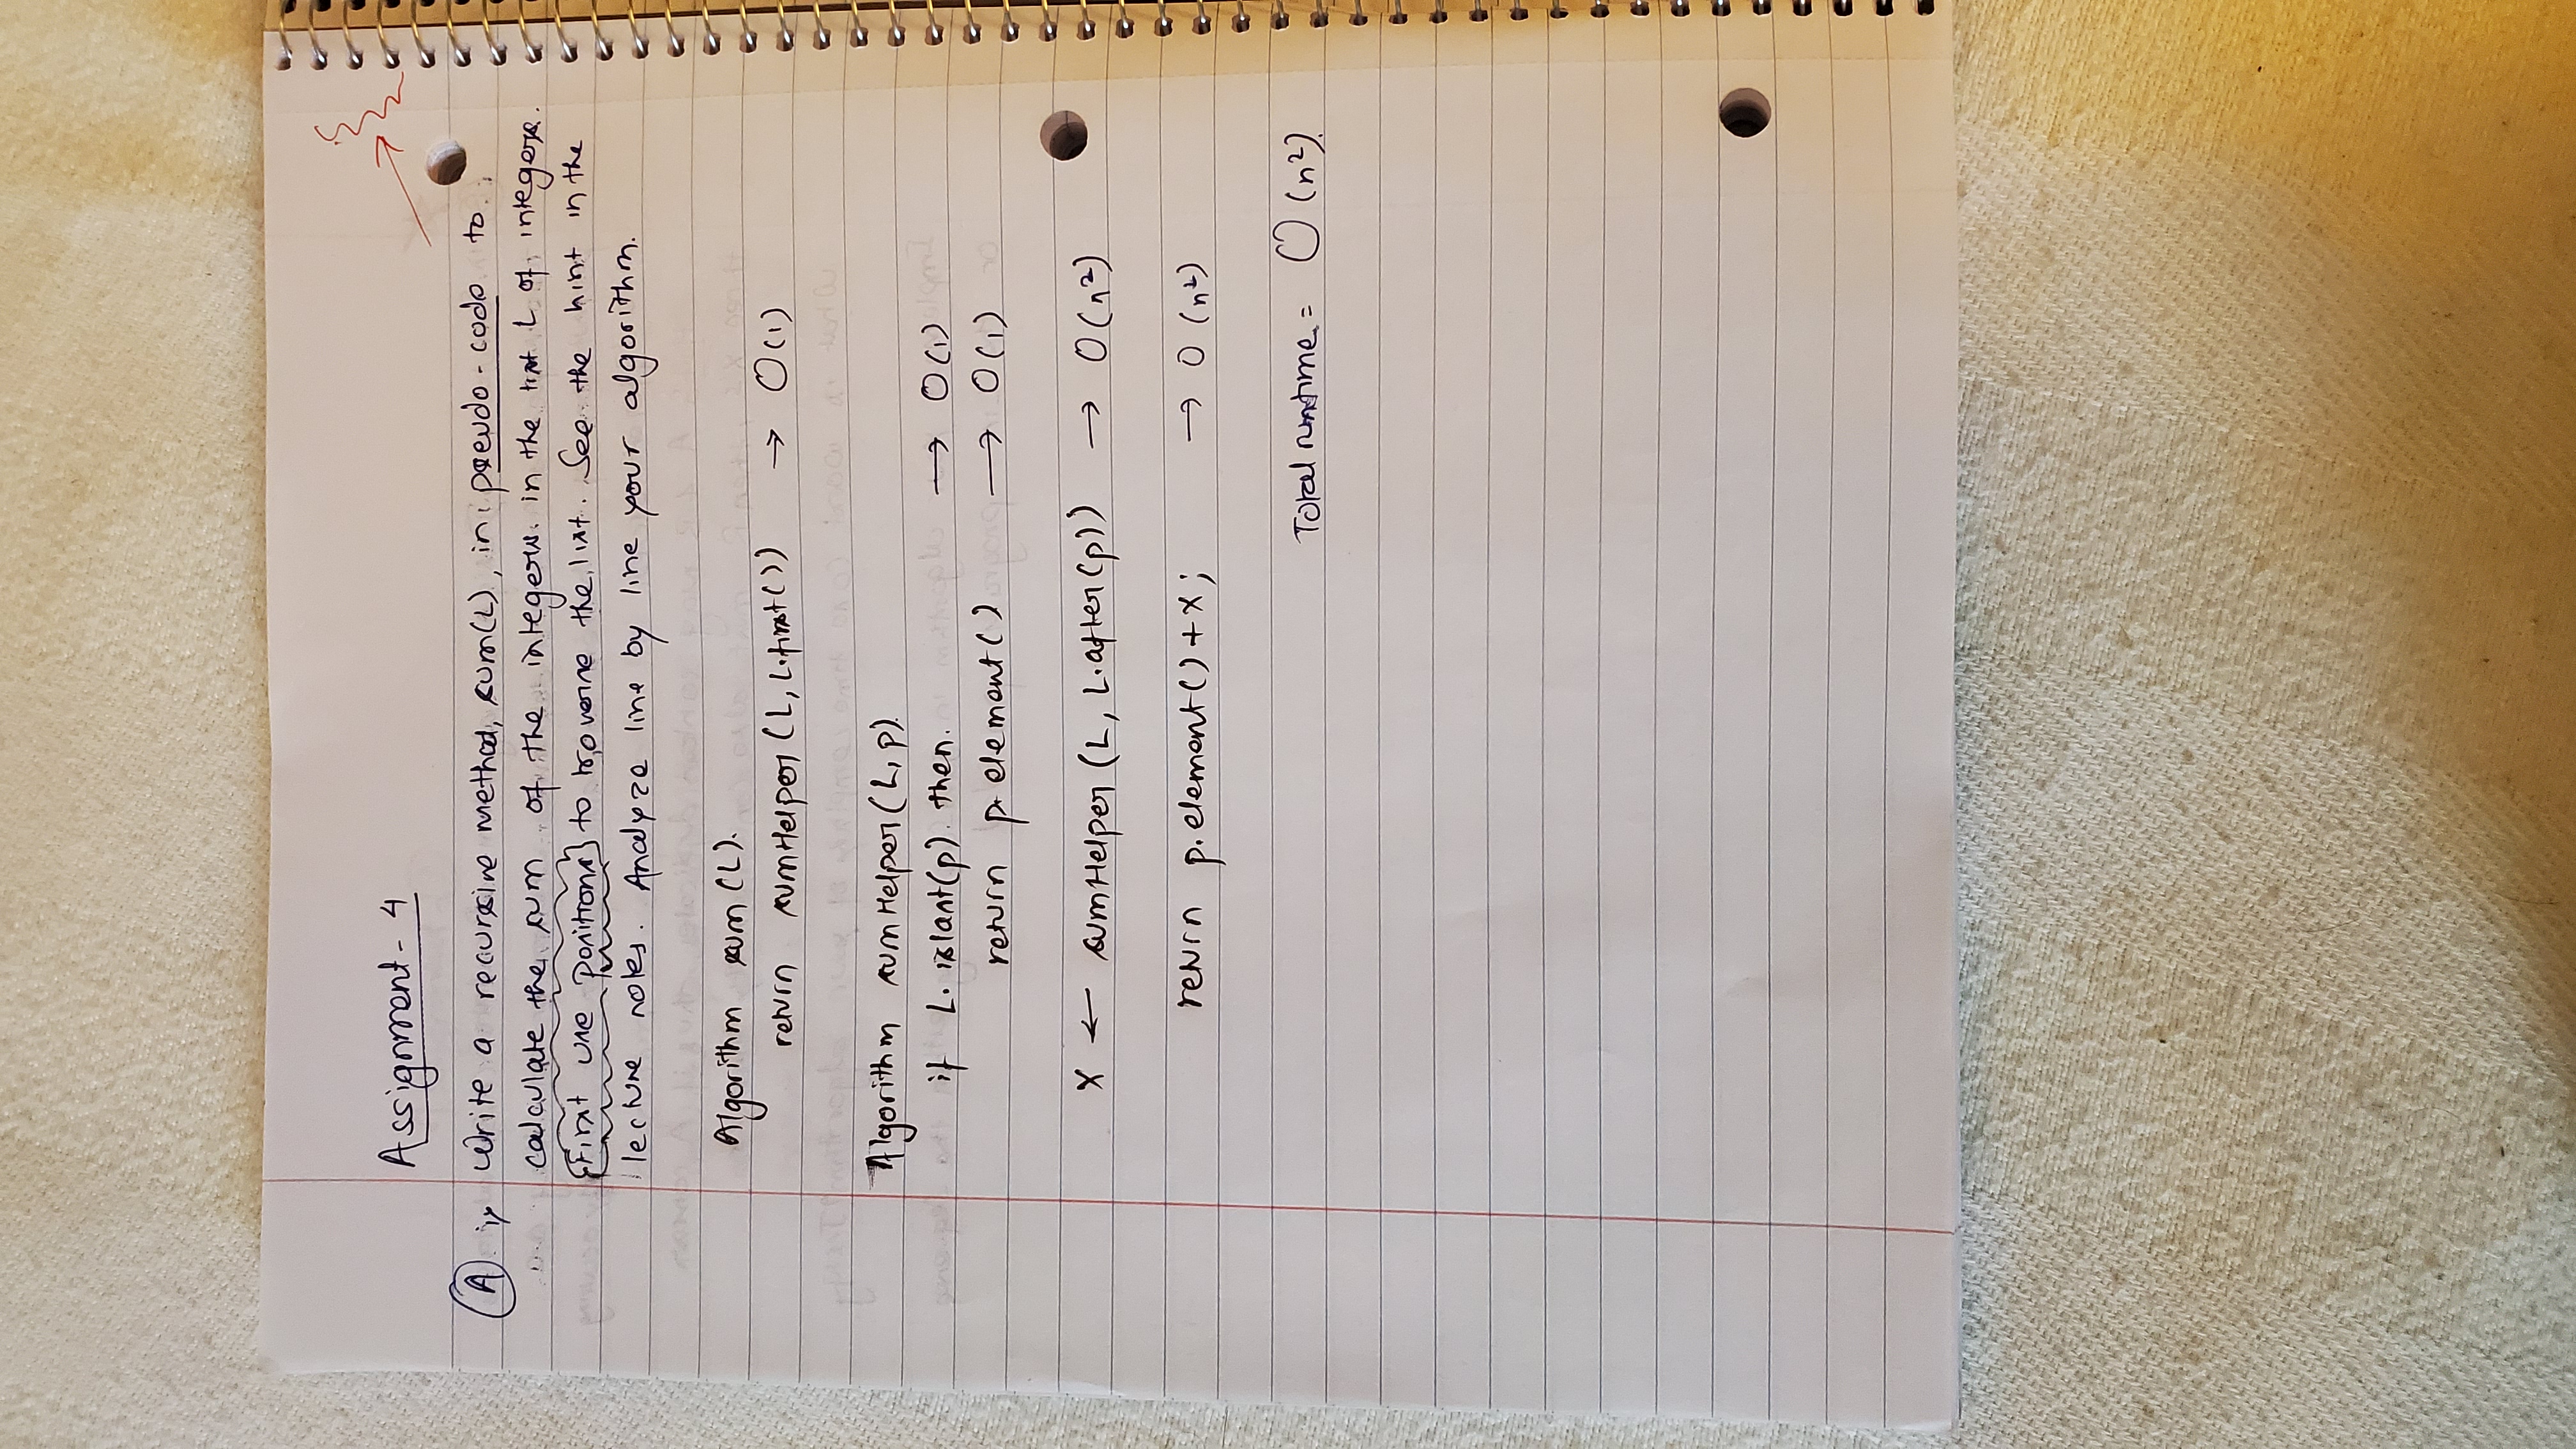 Assignment - 4
A i) Write a recursive method, sum(L), in pseudo-code to
calculate the sum of the integers in the list L of integers.
First use positions to traverse the list. See the hint in the
lecture notes. Analyze line by line your algorithm.
Algorithm sum(L).
return sumHelper(L, L.first()) → O(1)
Algorithm sumHelper(L, p).
if L.isLast(p) then. → O(1)
return p.element() → O(1)
X ← sumHelper(L, L.after(p)) → O(n²)
return p.element() + X; → O(n²)
Total runtime = O(n²).